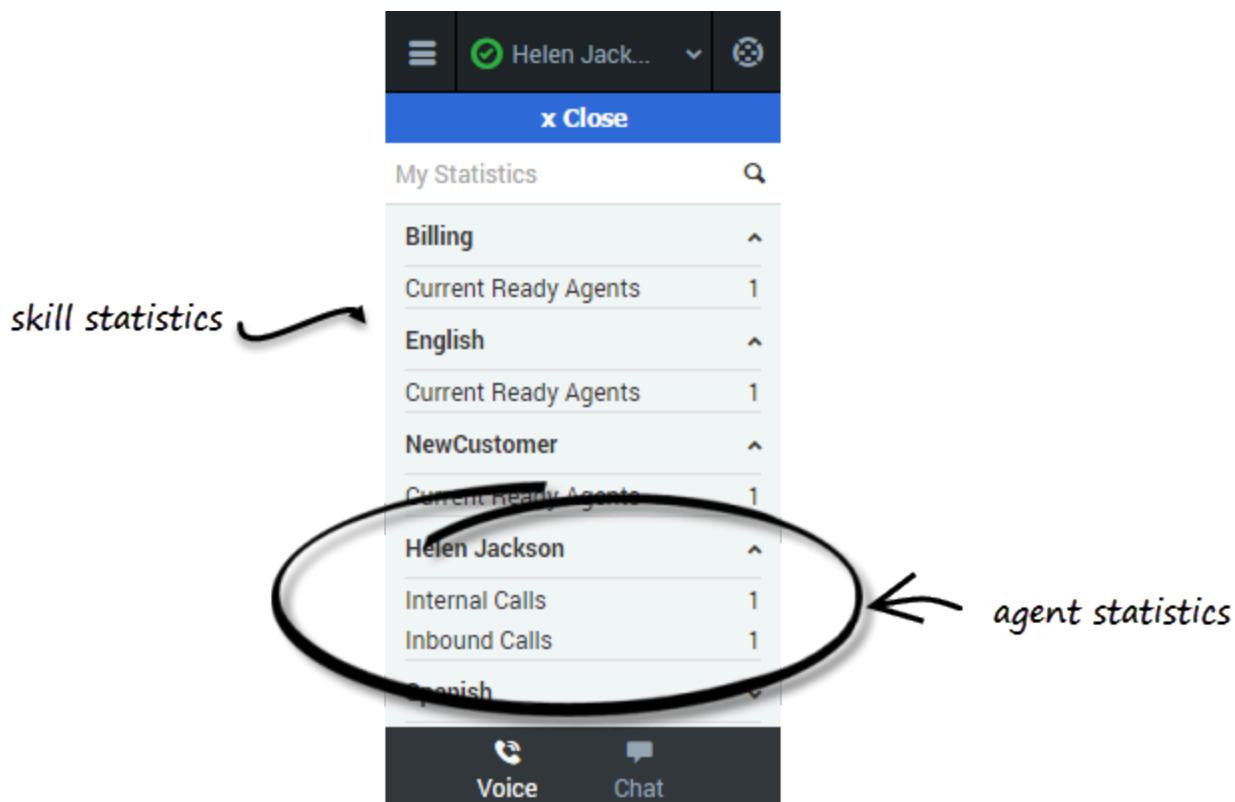 Helen Jack...
x Close
My Statistics
Billing
Current Ready Agents 1
skill statistics
English
Current Ready Agents 1
NewCustomer
Current Ready Agents 1
Helen Jackson
Internal Calls 1
agent statistics
Inbound Calls 1
Spanish
Voice Chat